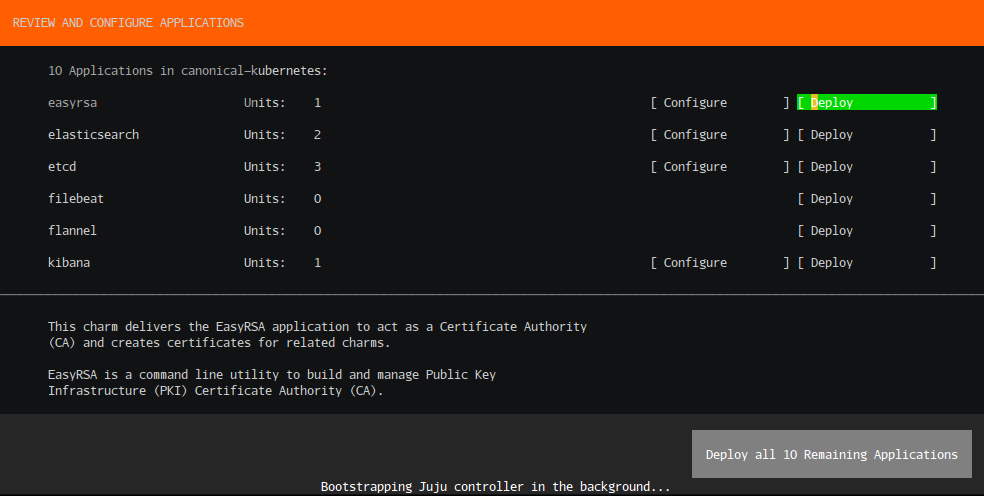 REVIEW AND CONFIGURE APPLICATIONS
10 Applications in canonical-kubernetes:
easyrsa Units: 1 [ Configure ] [ Deploy ]
elasticsearch Units: 2 [ Configure ] [ Deploy ]
etcd Units: 3 [ Configure ] [ Deploy ]
filebeat Units: 0 [ Deploy ]
flannel Units: 0 [ Deploy ]
kibana Units: 1 [ Configure ] [ Deploy ]
This charm delivers the EasyRSA application to act as a Certificate Authority
(CA) and creates certificates for related charms.
EasyRSA is a command line utility to build and manage Public Key
Infrastructure (PKI) Certificate Authority (CA).
Deploy all 10 Remaining Applications
Bootstrapping Juju controller in the background...